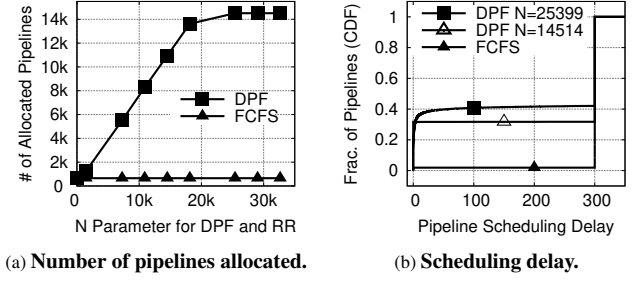 # of Allocated Pipelines
14k
12k
10k
8k
6k
4k
2k
0
0 10k 20k 30k
N Parameter for DPF and RR
DPF
FCFS
(a) Number of pipelines allocated.
Frac. of Pipelines (CDF)
1
0.8
0.6
0.4
0.2
0
0 100 200 300
Pipeline Scheduling Delay
DPF N=25399
DPF N=14514
FCFS
(b) Scheduling delay.